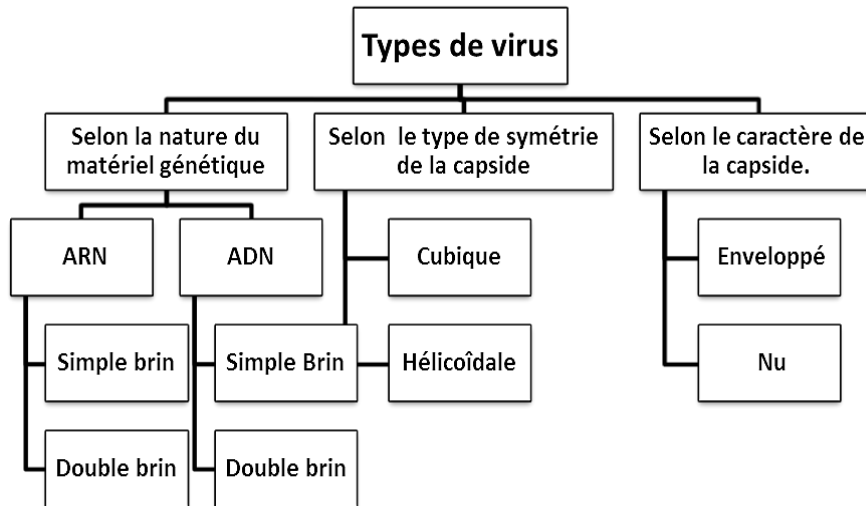 Types de virus
Selon la nature du
matériel génétique
Selon le type de symétrie
de la capside
Selon le caractère de
la capside.
ARN
ADN
Cubique
Enveloppé
Simple brin
Simple Brin
Hélicoîdale
Nu
Double brin
Double brin